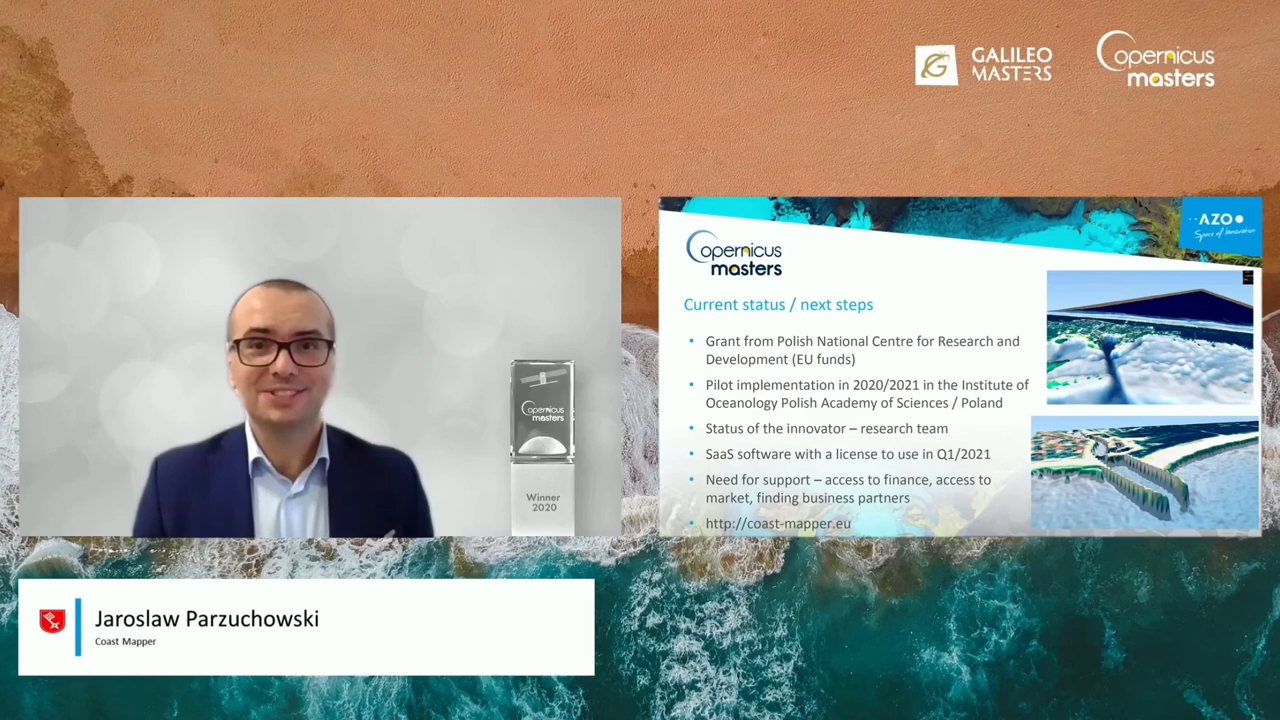 GALILEO
MASTERS
Copernicus
masters
Copernicus
masters
Winner
2020
AZO
Space of Innovation
Copernicus
masters
Current status / next steps
• Grant from Polish National Centre for Research and
Development (EU funds)
• Pilot implementation in 2020/2021 in the Institute of
Oceanology Polish Academy of Sciences / Poland
• Status of the innovator – research team
• SaaS software with a license to use in Q1/2021
• Need for support – access to finance, access to
market, finding business partners
• http://coast-mapper.eu
Jaroslaw Parzuchowski
Coast Mapper